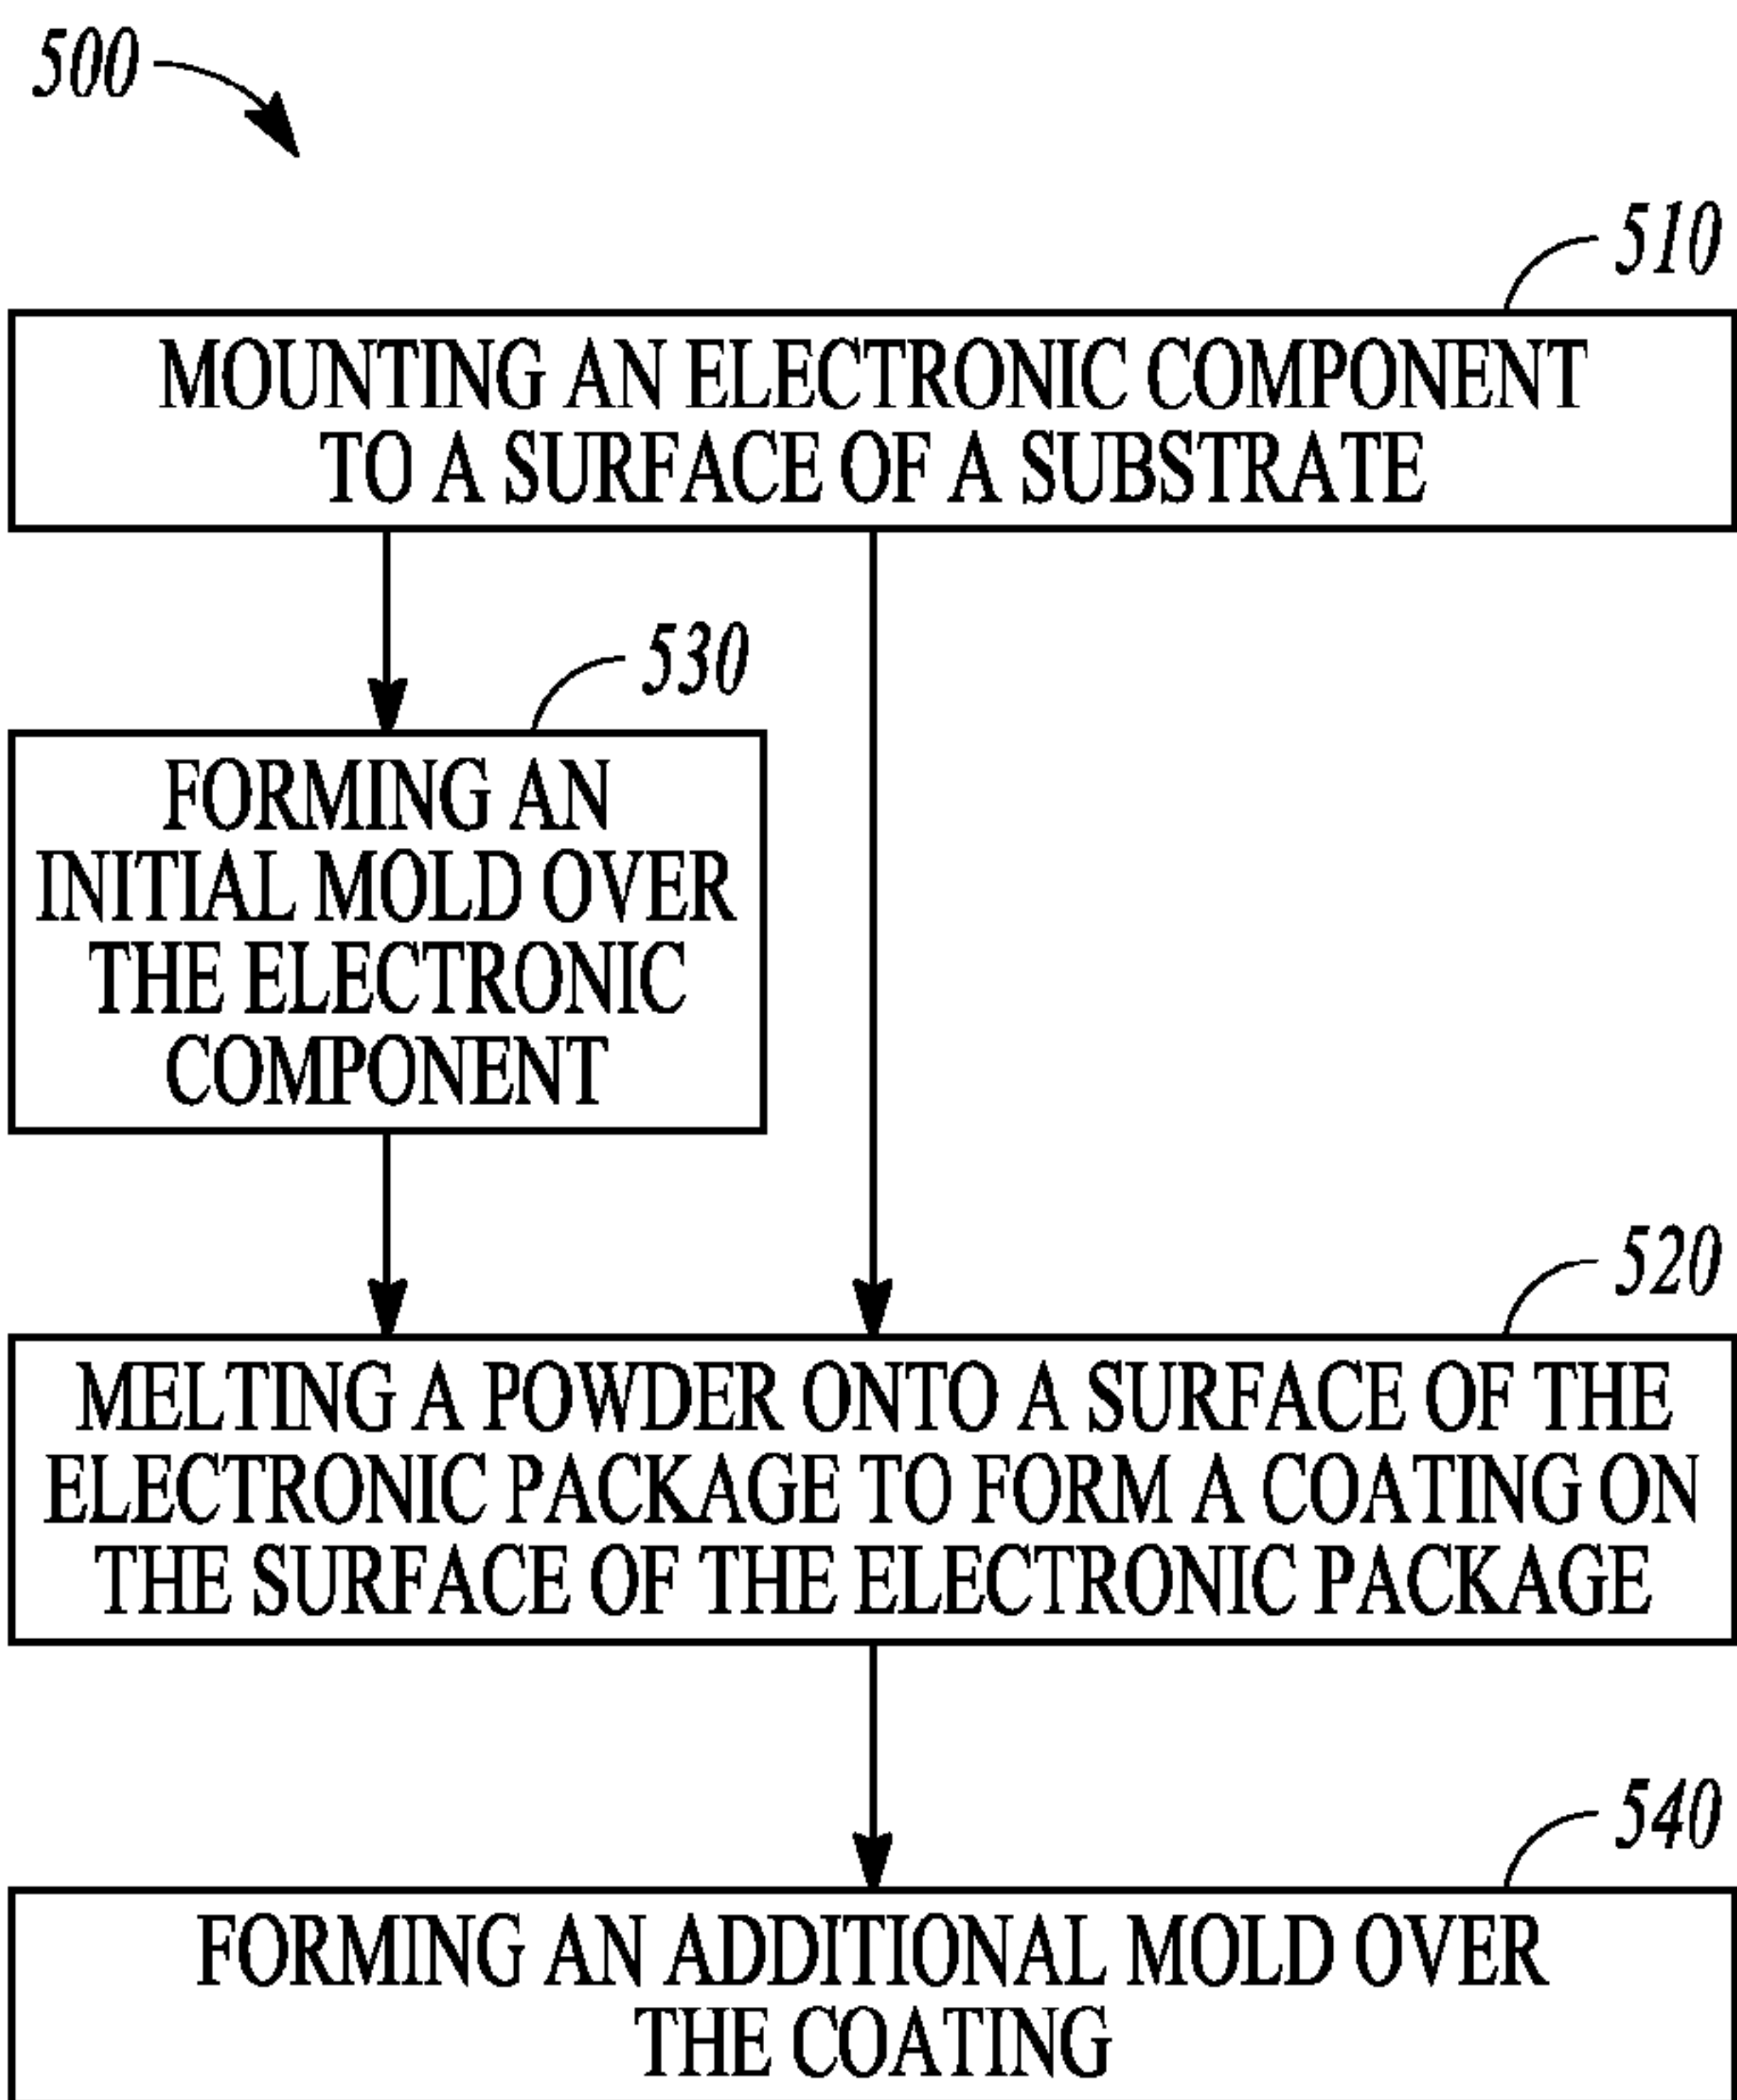 500
510
MOUNTING AN ELECTRONIC COMPONENT
TO A SURFACE OF A SUBSTRATE
530
FORMING AN
INITIAL MOLD OVER
THE ELECTRONIC
COMPONENT
520
MELTING A POWDER ONTO A SURFACE OF THE
ELECTRONIC PACKAGE TO FORM A COATING ON
THE SURFACE OF THE ELECTRONIC PACKAGE
540
FORMING AN ADDITIONAL MOLD OVER
THE COATING